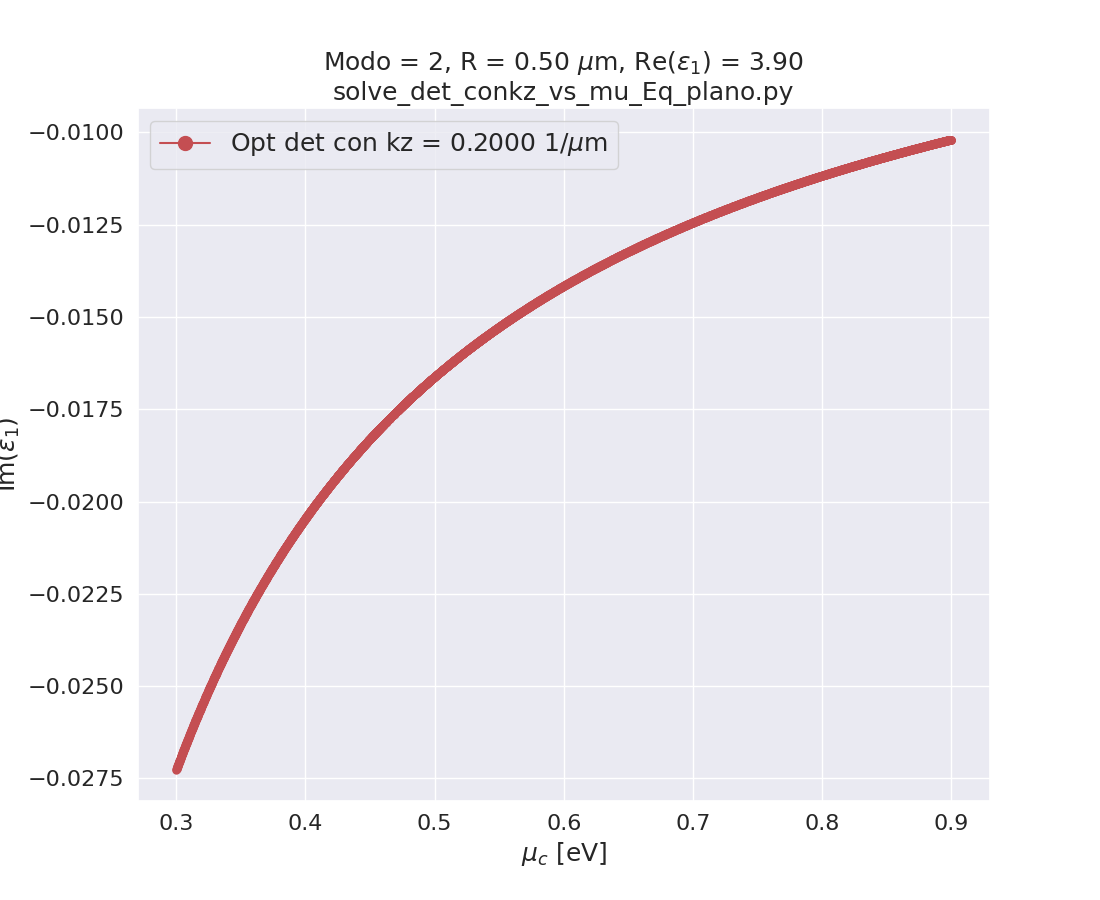 Modo = 2, R = 0.50 μm, Re(ε₁) = 3.90
solve_det_conkz_vs_mu_Eq_plano.py
Opt det con kz = 0.2000 1/μm
−0.0100
−0.0125
−0.0150
−0.0175
−0.0200
−0.0225
−0.0250
−0.0275
Im(ε₁)
0.3 0.4 0.5 0.6 0.7 0.8 0.9
μ_c [eV]